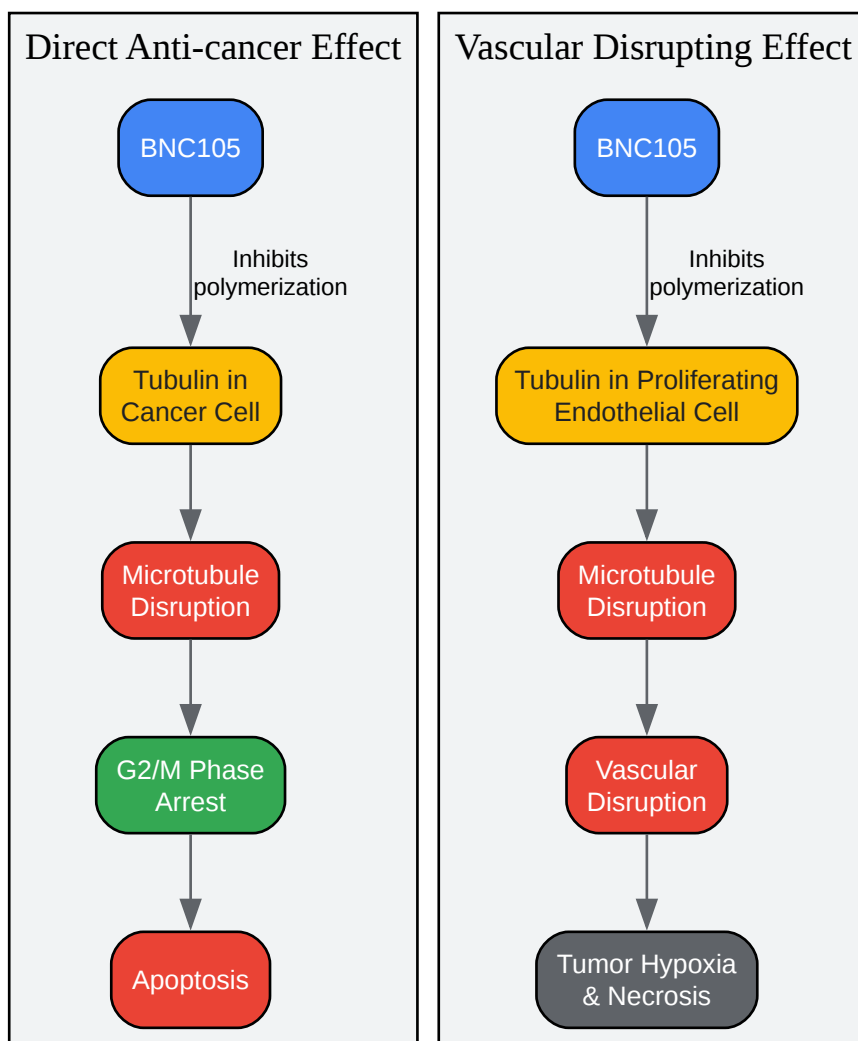 Direct Anti-cancer Effect
BNC105
Inhibits
polymerization
Tubulin in
Cancer Cell
Microtubule
Disruption
G2/M Phase
Arrest
Apoptosis
Vascular Disrupting Effect
BNC105
Inhibits
polymerization
Tubulin in Proliferating
Endothelial Cell
Microtubule
Disruption
Vascular
Disruption
Tumor Hypoxia
& Necrosis